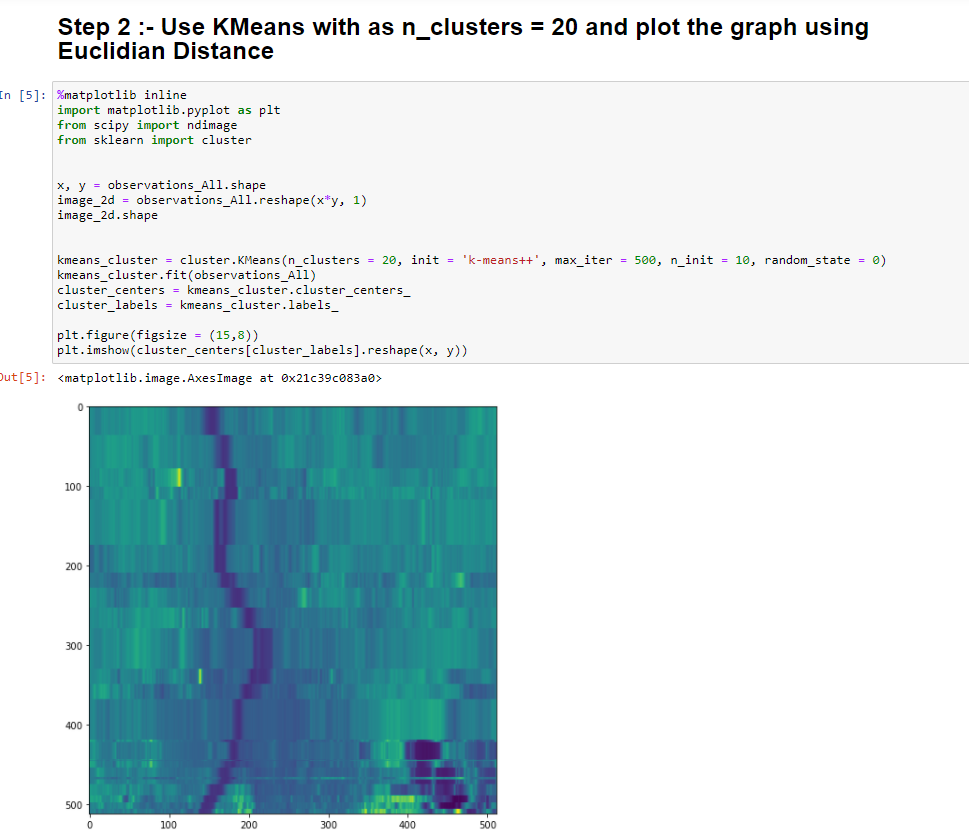 Step 2 :- Use KMeans with as n_clusters = 20 and plot the graph using
Euclidian Distance
In [5]:
%matplotlib inline
import matplotlib.pyplot as plt
from scipy import ndimage
from sklearn import cluster
x, y = observations_All.shape
image_2d = observations_All.reshape(x*y, 1)
image_2d.shape
kmeans_cluster = cluster.KMeans(n_clusters = 20, init = 'k-means++', max_iter = 500, n_init = 10, random_state = 0)
kmeans_cluster.fit(observations_All)
cluster_centers = kmeans_cluster.cluster_centers_
cluster_labels = kmeans_cluster.labels_
plt.figure(figsize = (15,8))
plt.imshow(cluster_centers[cluster_labels].reshape(x, y))
Out[5]: <matplotlib.image.AxesImage at 0x21c39c083a0>
0
100
200
300
400
500
0 100 200 300 400 500